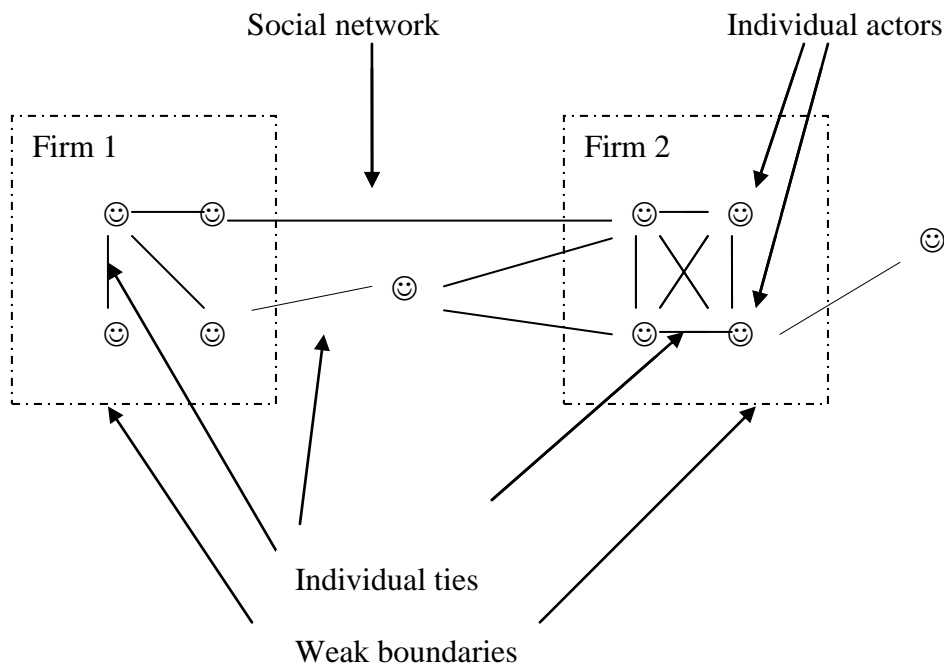 Social network
Individual actors
Firm 1
Firm 2
Individual ties
Weak boundaries